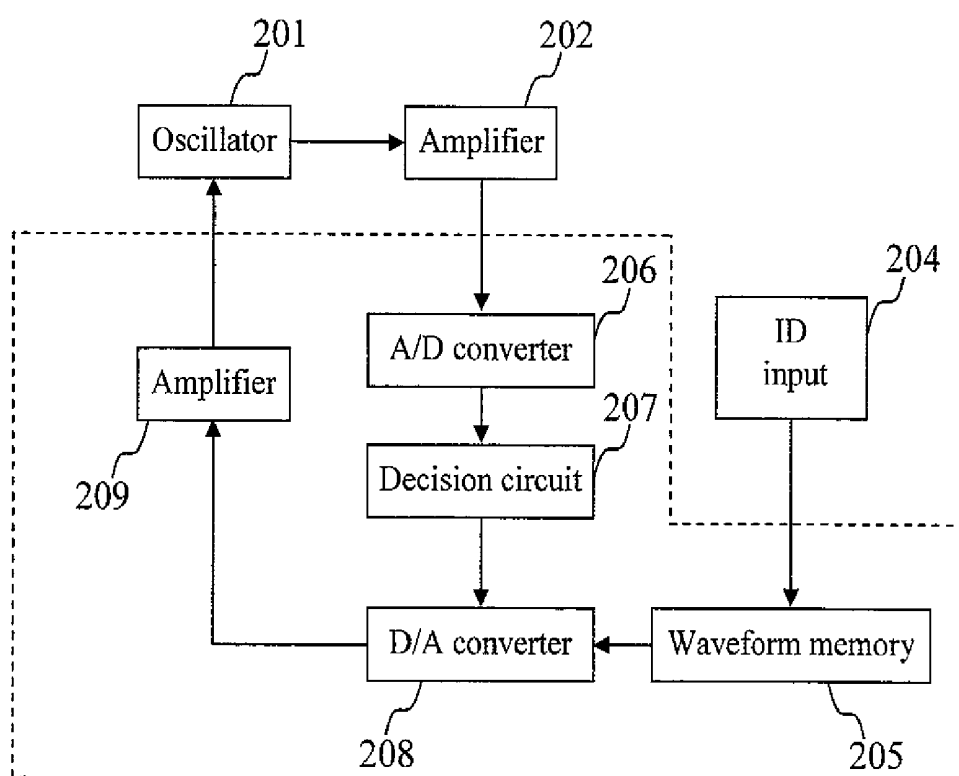 201
202
Oscillator
Amplifier
206
204
A/D converter
ID
input
Amplifier
207
209
Decision circuit
D/A converter
Waveform memory
208
205